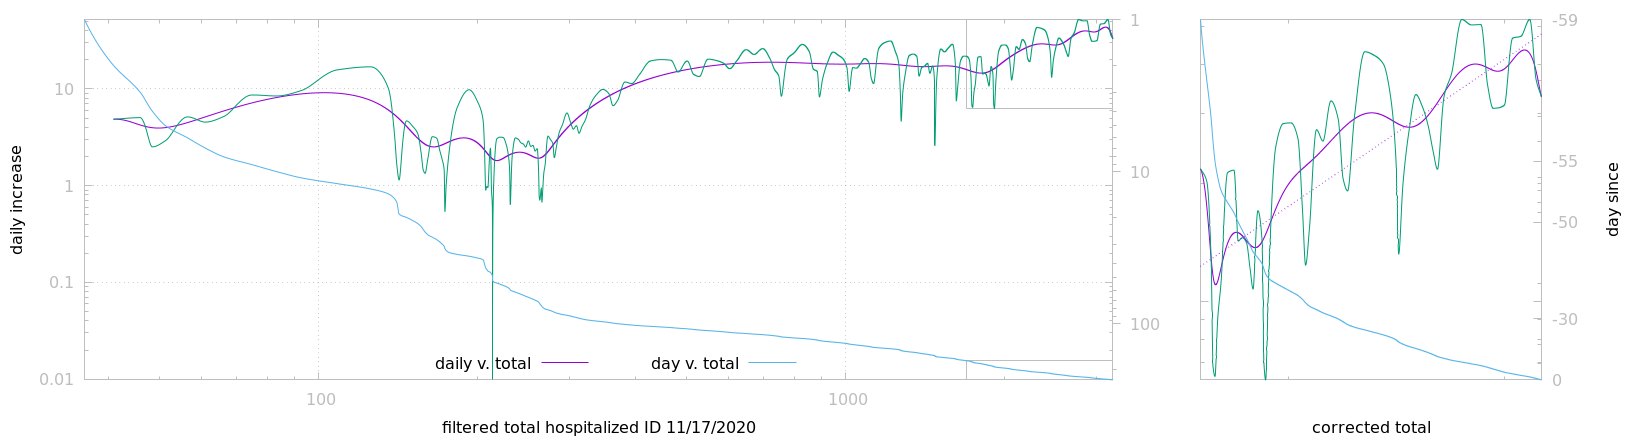 daily increase
10
1
0.1
0.01
100
1000
daily v. total
day v. total
filtered total hospitalized ID 11/17/2020
1
10
100
-59
-55
-50
-30
0
day since
corrected total